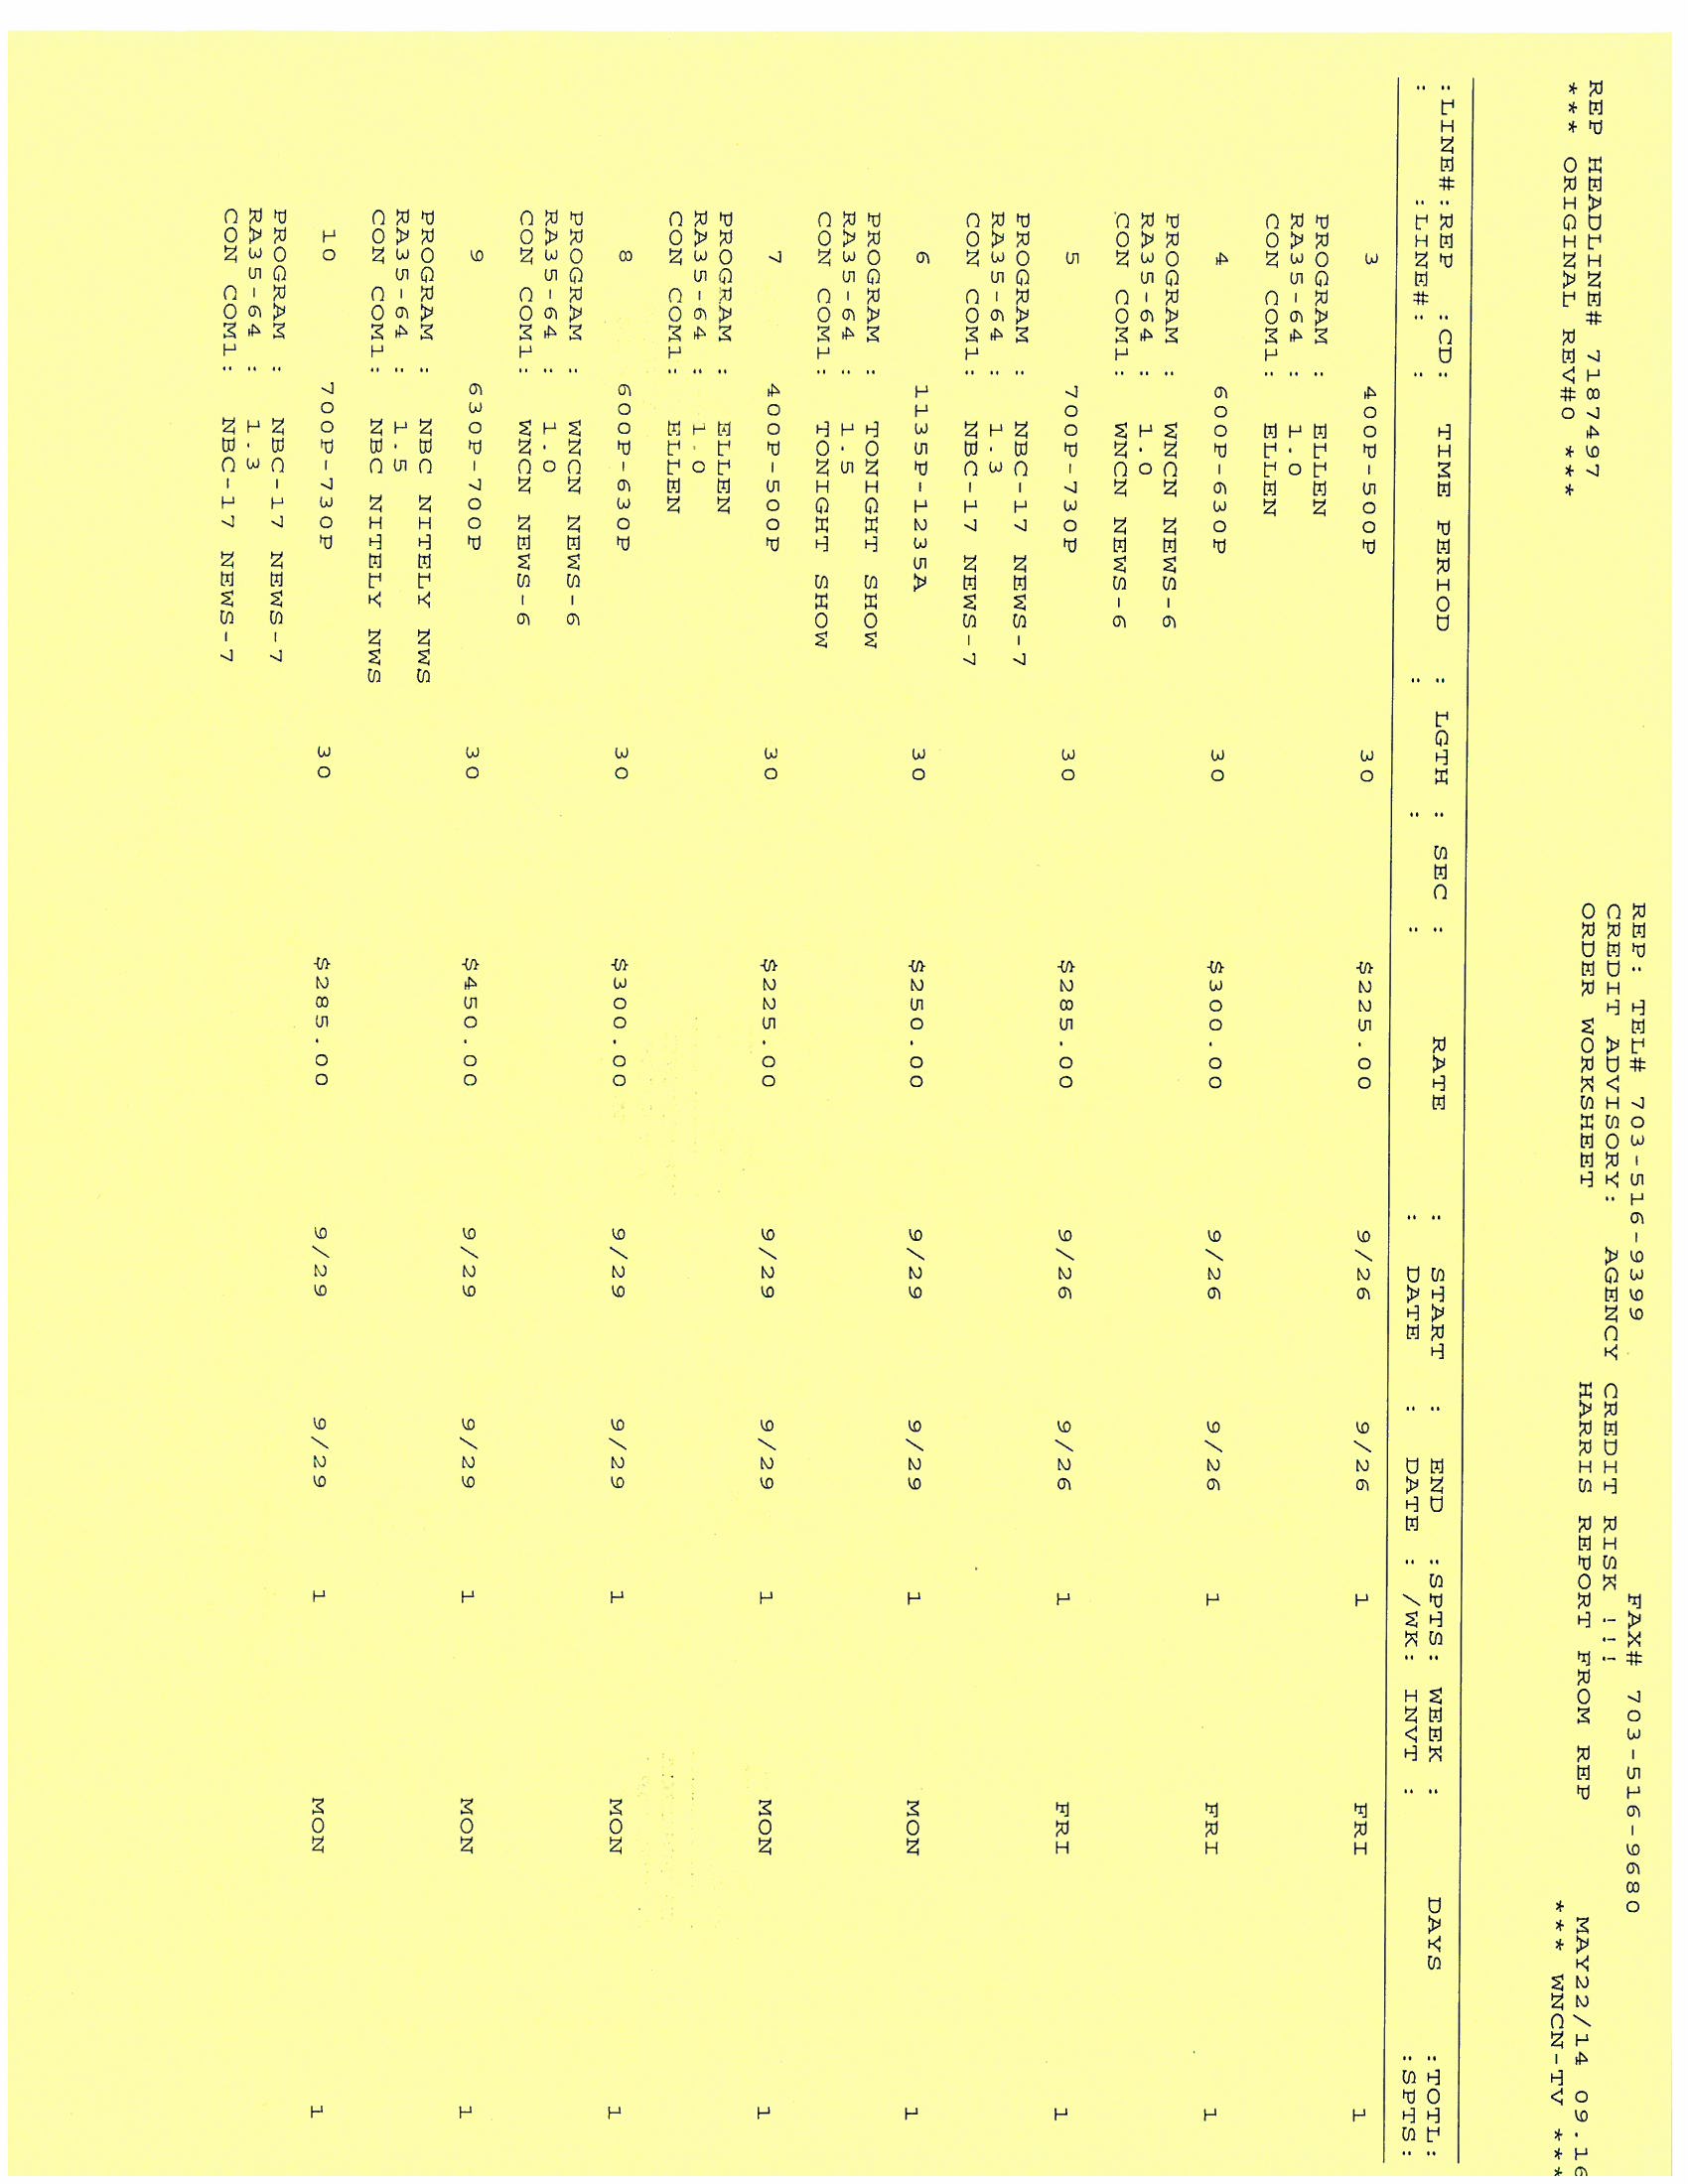 REP: TEL# 703-516-9399 FAX# 703-516-9680
CREDIT ADVISORY: AGENCY CREDIT RISK !!!
REP HEADLINE# 7187497 ORDER WORKSHEET HARRIS REPORT FROM REP MAY22/14 09.16
*** ORIGINAL REV#0 *** *** WNCN-TV ***
:LINE#:REP :CD: TIME PERIOD : LGTH : SEC : RATE : START : END :SPTS: WEEK : DAYS :TOTL:
: :LINE#: : : : : : DATE : DATE : /WK: INVT : :SPTS:
3 400P-500P 30 $225.00 9/26 9/26 1 FRI 1
PROGRAM : ELLEN
RA35-64 : 1.0
CON COM1: ELLEN
4 600P-630P 30 $300.00 9/26 9/26 1 FRI 1
PROGRAM : WNCN NEWS-6
RA35-64 : 1.0
CON COM1: WNCN NEWS-6
5 700P-730P 30 $285.00 9/26 9/26 1 FRI 1
PROGRAM : NBC-17 NEWS-7
RA35-64 : 1.3
CON COM1: NBC-17 NEWS-7
6 1135P-1235A 30 $250.00 9/29 9/29 1 MON 1
PROGRAM : TONIGHT SHOW
RA35-64 : 1.5
CON COM1: TONIGHT SHOW
7 400P-500P 30 $225.00 9/29 9/29 1 MON 1
PROGRAM : ELLEN
RA35-64 : 1.0
CON COM1: ELLEN
8 600P-630P 30 $300.00 9/29 9/29 1 MON 1
PROGRAM : WNCN NEWS-6
RA35-64 : 1.0
CON COM1: WNCN NEWS-6
9 630P-700P 30 $450.00 9/29 9/29 1 MON 1
PROGRAM : NBC NITELY NWS
RA35-64 : 1.5
CON COM1: NBC NITELY NWS
10 700P-730P 30 $285.00 9/29 9/29 1 MON 1
PROGRAM : NBC-17 NEWS-7
RA35-64 : 1.3
CON COM1: NBC-17 NEWS-7